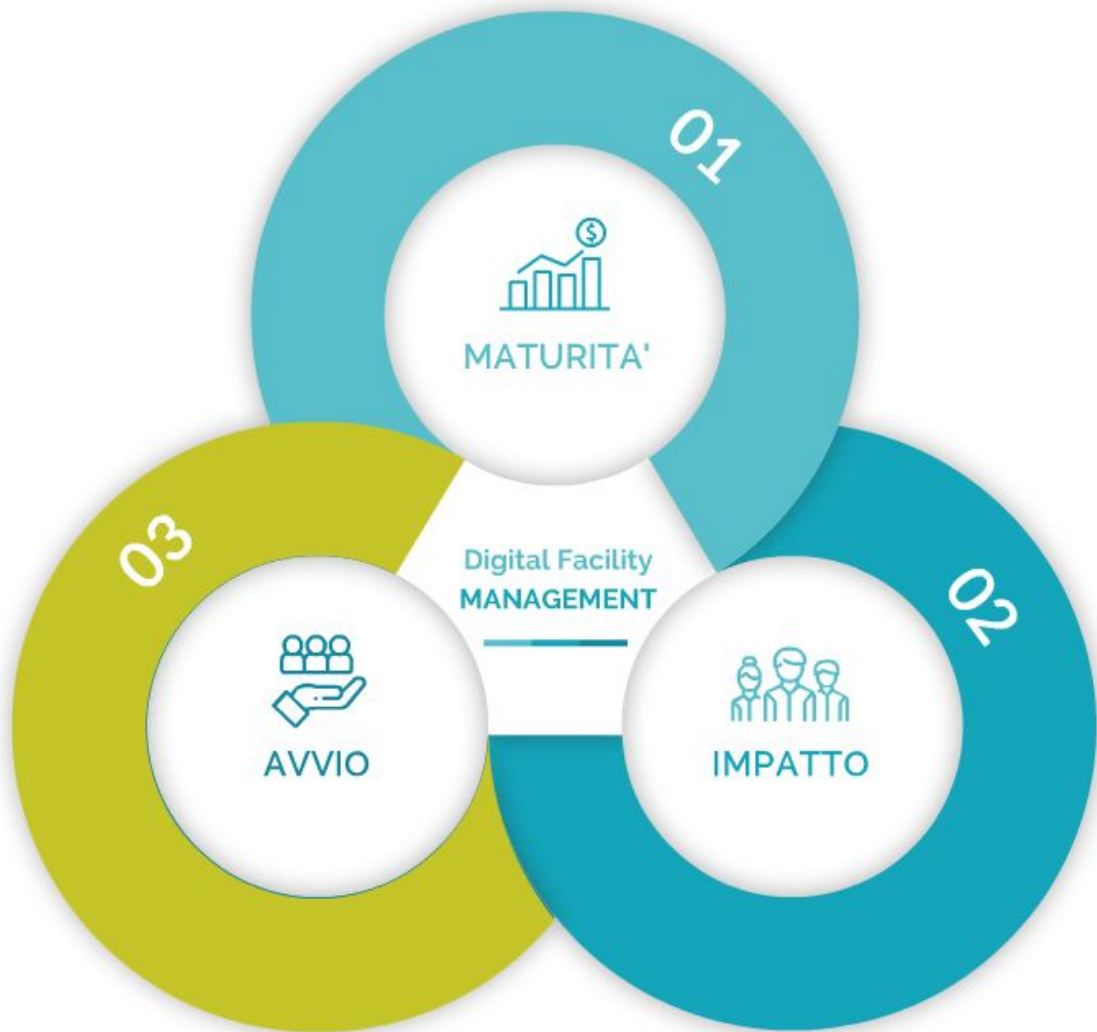 01
$
MATURITA'
Digital Facility
MANAGEMENT
02
IMPATTO
03
AVVIO